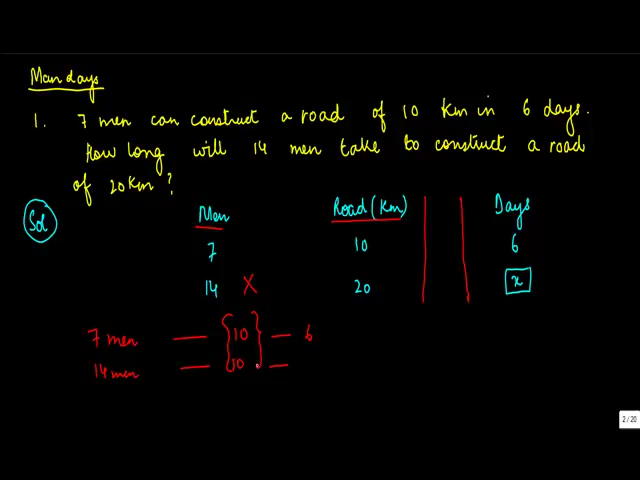 Man days
1. 7 men can construct a road of 10 Km in 6 days.
How long will 14 men take to construct a road
of 20 Km ?
Sol
Men Road (Km) Days
7 10 6
14 X 20 x
7 men — { 10 } — 6
14 men — { 10 } —
2 / 20